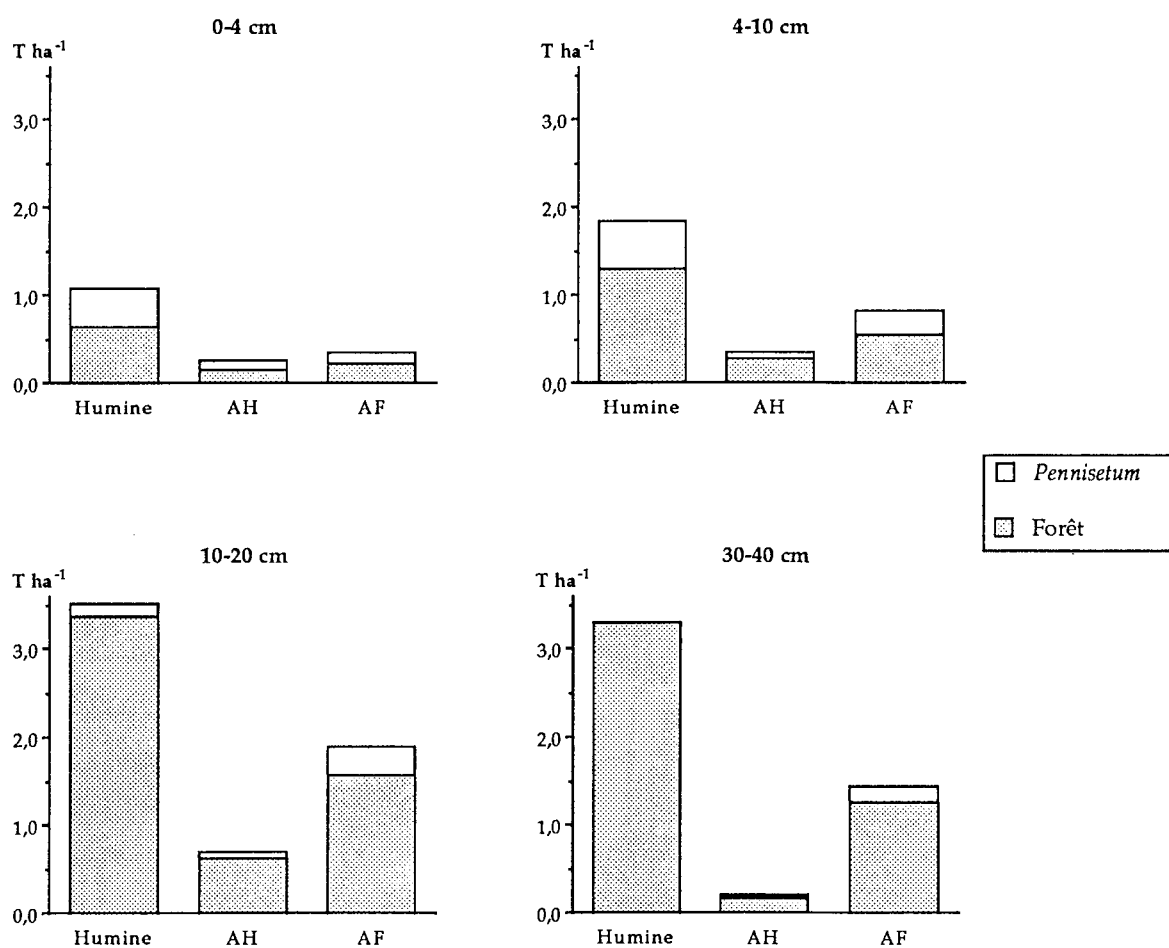 0-4 cm
T ha⁻¹
3,0
2,0
1,0
0,0
Humine AH AF
4-10 cm
T ha⁻¹
3,0
2,0
1,0
0,0
Humine AH AF
Pennisetum
Forêt
10-20 cm
T ha⁻¹
3,0
2,0
1,0
0,0
Humine AH AF
30-40 cm
T ha⁻¹
3,0
2,0
1,0
0,0
Humine AH AF